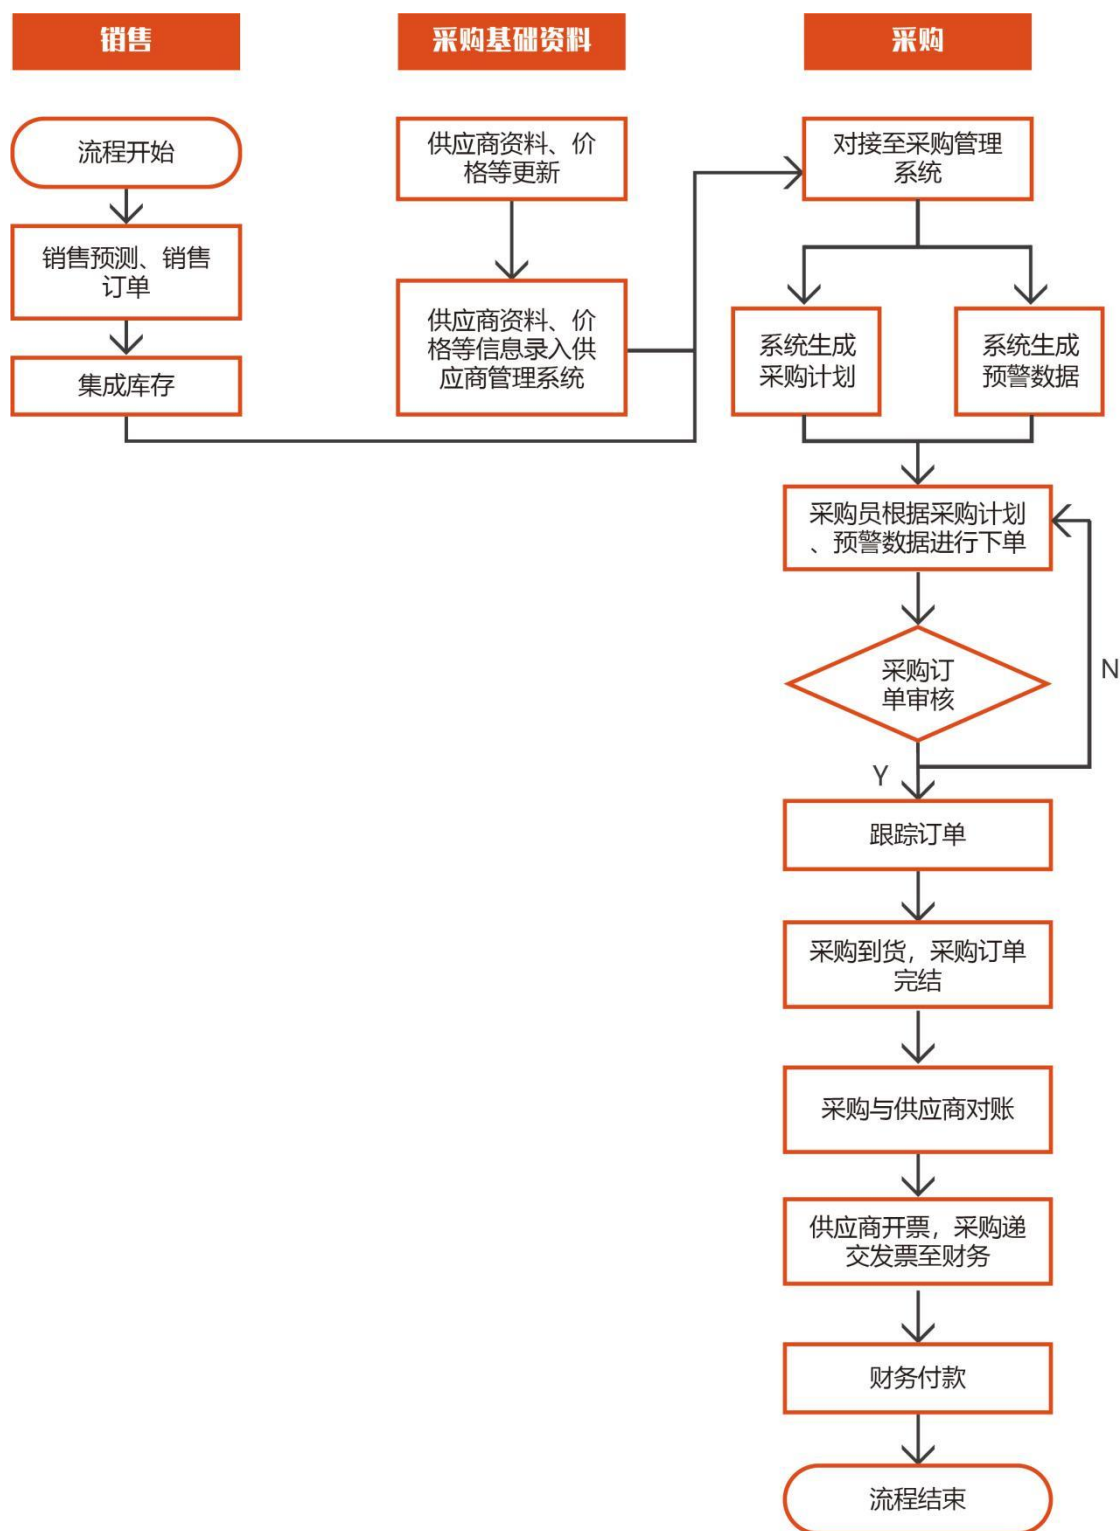 销售
采购基础资料
采购
流程开始
销售预测、销售
订单
集成库存
供应商资料、价
格等更新
供应商资料、价
格等信息录入供
应商管理系统
对接至采购管理
系统
系统生成
采购计划
系统生成
预警数据
采购员根据采购计划
、预警数据进行下单
采购订
单审核
N
Y
跟踪订单
采购到货，采购订单
完结
采购与供应商对账
供应商开票，采购递
交发票至财务
财务付款
流程结束